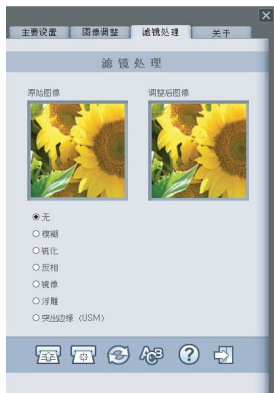 主要设置 图像调整 滤镜处理 关于
滤镜处理
原始图像 调整后图像
无
模糊
锐化
反相
镜像
浮雕
突出边缘（USM）
ABC
?